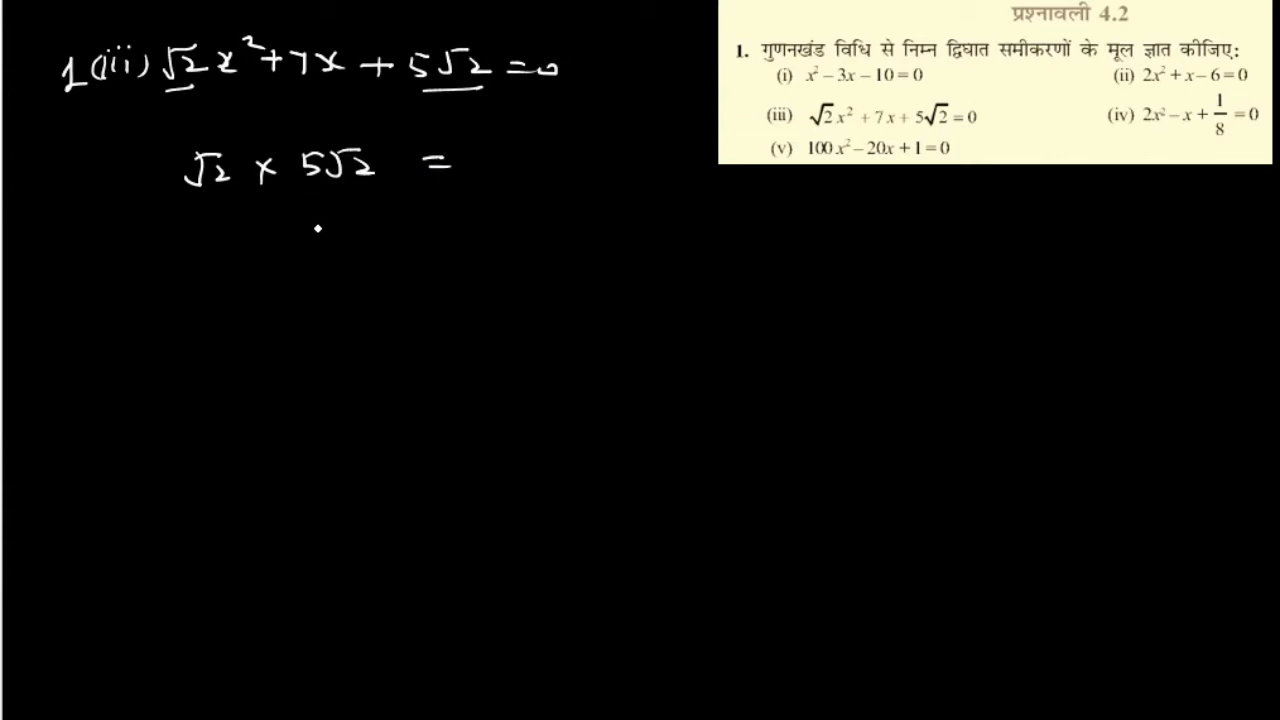 1(iii) √2 x² + 7x + 5√2 = 0
√2 × 5√2 =
प्रश्नावली 4.2
1. गुणनखंड विधि से निम्न द्विघात समीकरणों के मूल ज्ञात कीजिए:
(i) x² – 3x – 10 = 0 (ii) 2x² + x – 6 = 0
(iii) √2 x² + 7x + 5√2 = 0 (iv) 2x² – x + 1/8 = 0
(v) 100x² – 20x + 1 = 0